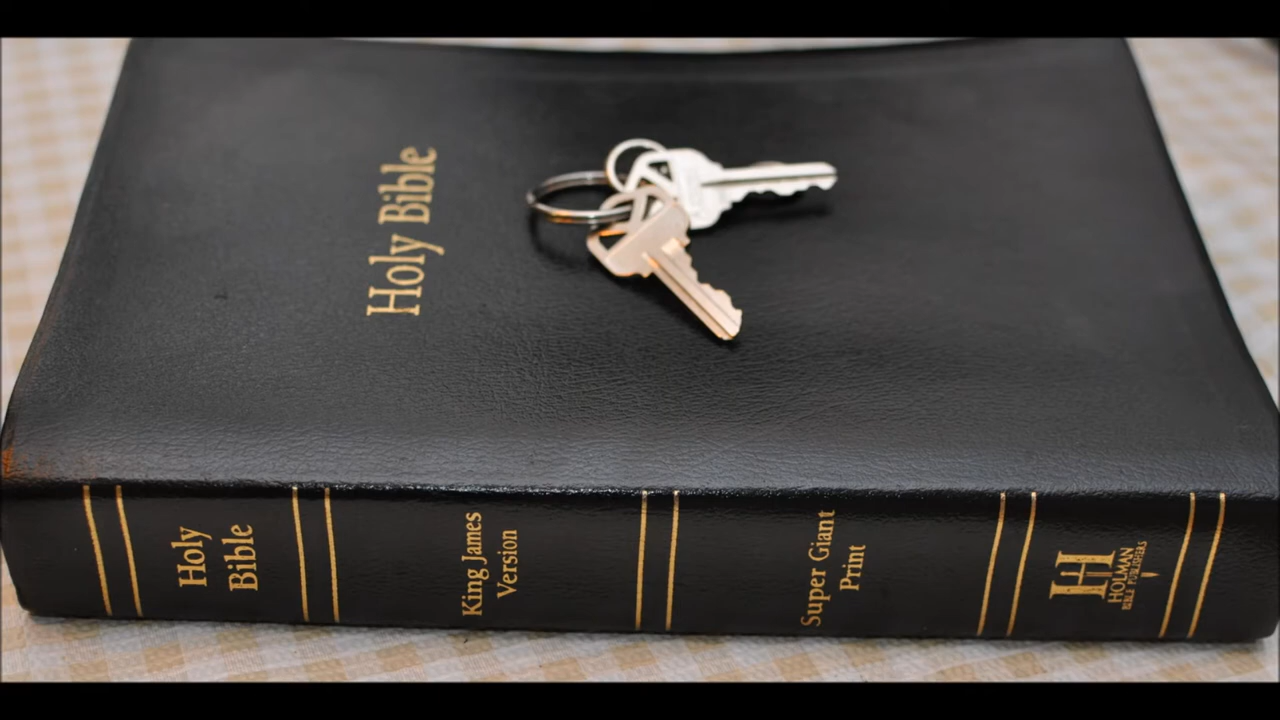 Holy Bible
Holy
Bible
King James
Version
Super Giant
Print
HOLMAN
BIBLE PUBLISHERS